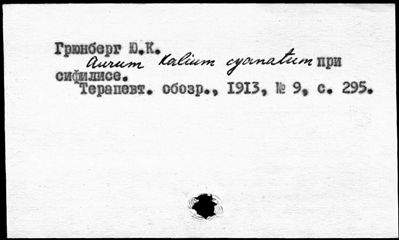 Грюнберг Ю.К.
Aurum Kalium cyanatum при
сифилисе.
Терапевт. обозр., 1913, № 9, с. 295.